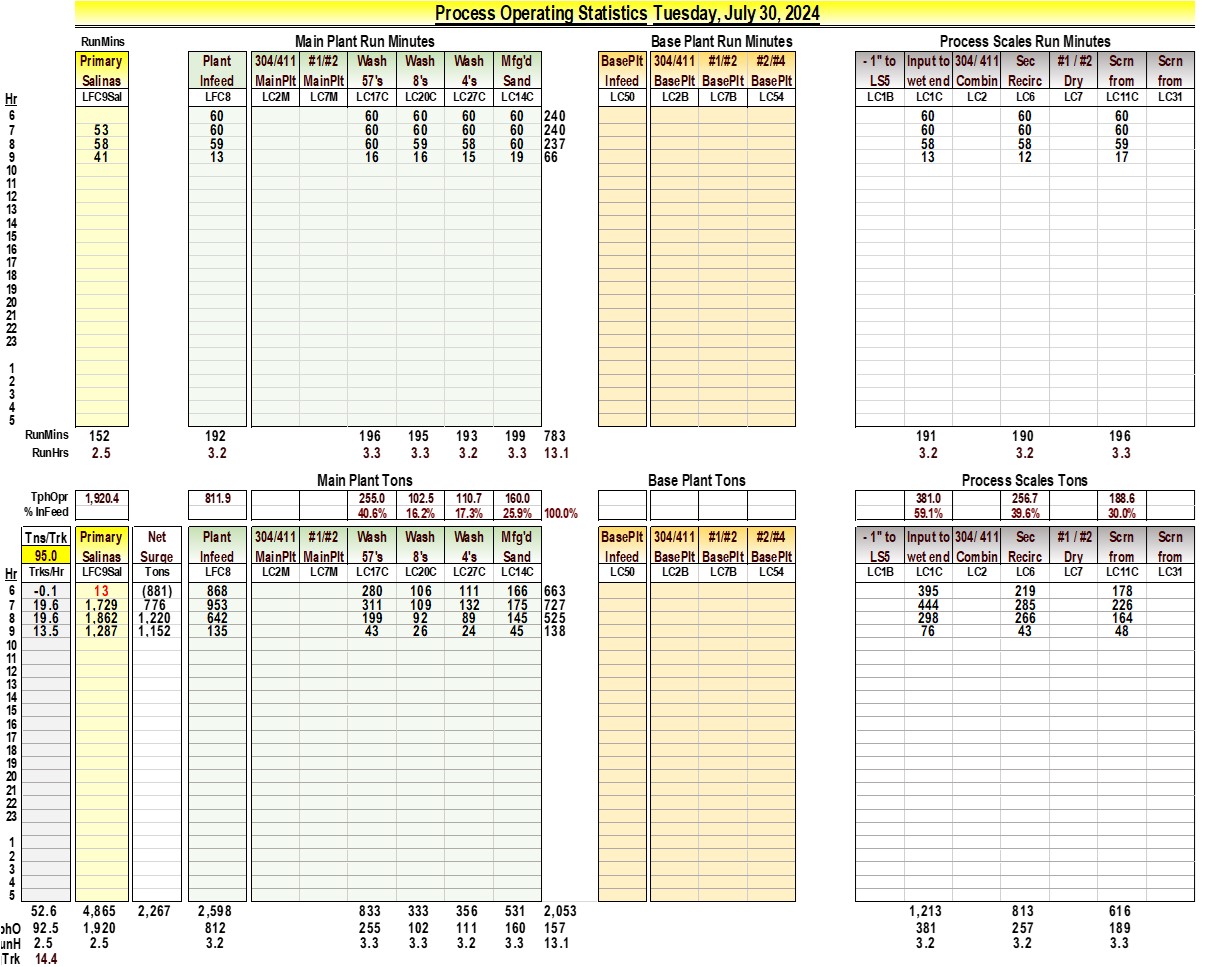 Process Operating Statistics Tuesday, July 30, 2024
RunMins Main Plant Run Minutes Base Plant Run Minutes Process Scales Run Minutes
Primary Plant 304/411 #1/#2 Wash Wash Wash Mfg'd BasePlt 304/411 #1/#2 #2/#4 - 1" to Input to 304/ 411 Sec #1 / #2 Scrn Scrn
Salinas Infeed MainPlt MainPlt 57's 8's 4's Sand Infeed BasePlt BasePlt BasePlt LS5 wet end Combin Recirc Dry from from
Hr LFC9Sal LFC8 LC2M LC7M LC17C LC20C LC27C LC14C LC50 LC2B LC7B LC54 LC1B LC1C LC2 LC6 LC7 LC11C LC31
6 60 60 60 60 60 240 60 60 60
7 53 60 60 60 60 60 240 60 60 60
8 58 59 60 59 58 60 237 58 58 59
9 41 13 16 16 15 19 66 13 12 17
10
11
12
13
14
15
16
17
18
19
20
21
22
23
1
2
3
4
5
RunMins 152 192 196 195 193 199 783 191 190 196
RunHrs 2.5 3.2 3.3 3.3 3.2 3.3 13.1 3.2 3.2 3.3
Main Plant Tons Base Plant Tons Process Scales Tons
TphOpr 1,920.4 811.9 255.0 102.5 110.7 160.0 381.0 256.7 188.6
% InFeed 40.6% 16.2% 17.3% 25.9% 100.0% 59.1% 39.6% 30.0%
Tns/Trk Primary Net Plant 304/411 #1/#2 Wash Wash Wash Mfg'd BasePlt 304/411 #1/#2 #2/#4 - 1" to Input to 304/ 411 Sec #1 / #2 Scrn Scrn
95.0 Salinas Surge Infeed MainPlt MainPlt 57's 8's 4's Sand Infeed BasePlt BasePlt BasePlt LS5 wet end Combin Recirc Dry from from
Hr Trks/Hr LFC9Sal Tons LFC8 LC2M LC7M LC17C LC20C LC27C LC14C LC50 LC2B LC7B LC54 LC1B LC1C LC2 LC6 LC7 LC11C LC31
6 -0.1 13 (881) 868 280 106 111 166 663 395 219 178
7 19.6 1,729 776 953 311 109 132 175 727 444 285 226
8 19.6 1,862 1,220 642 199 92 89 145 525 298 266 164
9 13.5 1,287 1,152 135 43 26 24 45 138 76 43 48
10
11
12
13
14
15
16
17
18
19
20
21
22
23
1
2
3
4
5
52.6 4,865 2,267 2,598 833 333 356 531 2,053 1,213 813 616
phO 92.5 1,920 812 255 102 111 160 157 381 257 189
unH 2.5 2.5 3.2 3.3 3.3 3.2 3.3 13.1 3.2 3.2 3.3
Trk 14.4